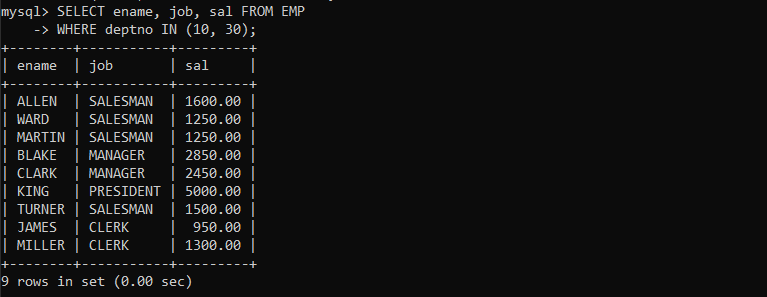 mysql> SELECT ename, job, sal FROM EMP
    -> WHERE deptno IN (10, 30);
+--------+-----------+---------+
| ename  | job       | sal     |
+--------+-----------+---------+
| ALLEN  | SALESMAN  | 1600.00 |
| WARD   | SALESMAN  | 1250.00 |
| MARTIN | SALESMAN  | 1250.00 |
| BLAKE  | MANAGER   | 2850.00 |
| CLARK  | MANAGER   | 2450.00 |
| KING   | PRESIDENT | 5000.00 |
| TURNER | SALESMAN  | 1500.00 |
| JAMES  | CLERK     |  950.00 |
| MILLER | CLERK     | 1300.00 |
+--------+-----------+---------+
9 rows in set (0.00 sec)